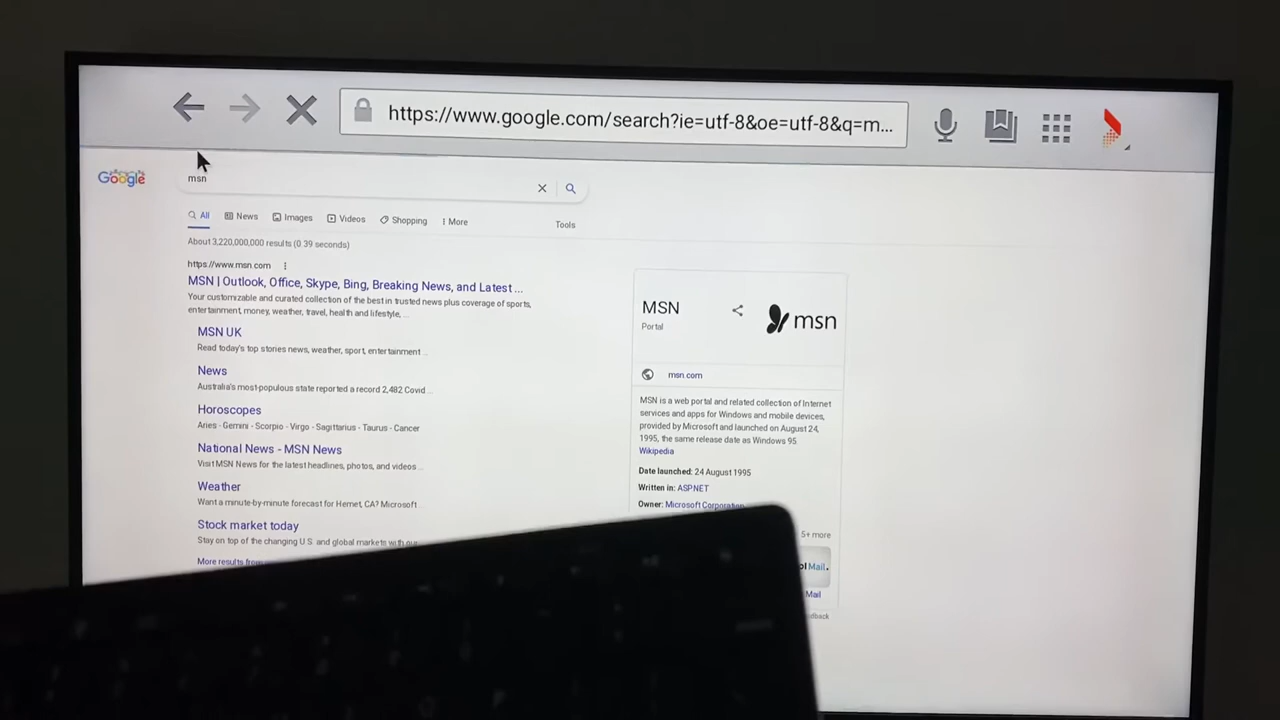 https://www.google.com/search?ie=utf-8&oe=utf-8&q=m...
Google
msn
All News Images Videos Shopping More
Tools
About 3,220,000,000 results (0.39 seconds)
https://www.msn.com
MSN | Outlook, Office, Skype, Bing, Breaking News, and Latest ...
Your customizable and curated collection of the best in trusted news plus coverage of sports,
entertainment, money, weather, travel, health and lifestyle, ...
MSN UK
Read today's top stories news, weather, sport, entertainment ...
News
Australia's most-populous state reported a record 2,482 Covid ...
Horoscopes
Aries - Gemini - Scorpio - Virgo - Sagittarius - Taurus - Cancer
National News - MSN News
Visit MSN News for the latest headlines, photos, and videos ...
Weather
Want a minute-by-minute forecast for Hemet, CA? Microsoft ...
Stock market today
Stay on top of the changing U.S. and global markets with our
More results from
MSN
Portal
msn
msn.com
MSN is a web portal and related collection of Internet
services and apps for Windows and mobile devices,
provided by Microsoft and launched on August 24,
1995, the same release date as Windows 95.
Wikipedia
Date launched: 24 August 1995
Written in: ASP.NET
Owner: Microsoft Corporation
5+ more
Mail.
Mail